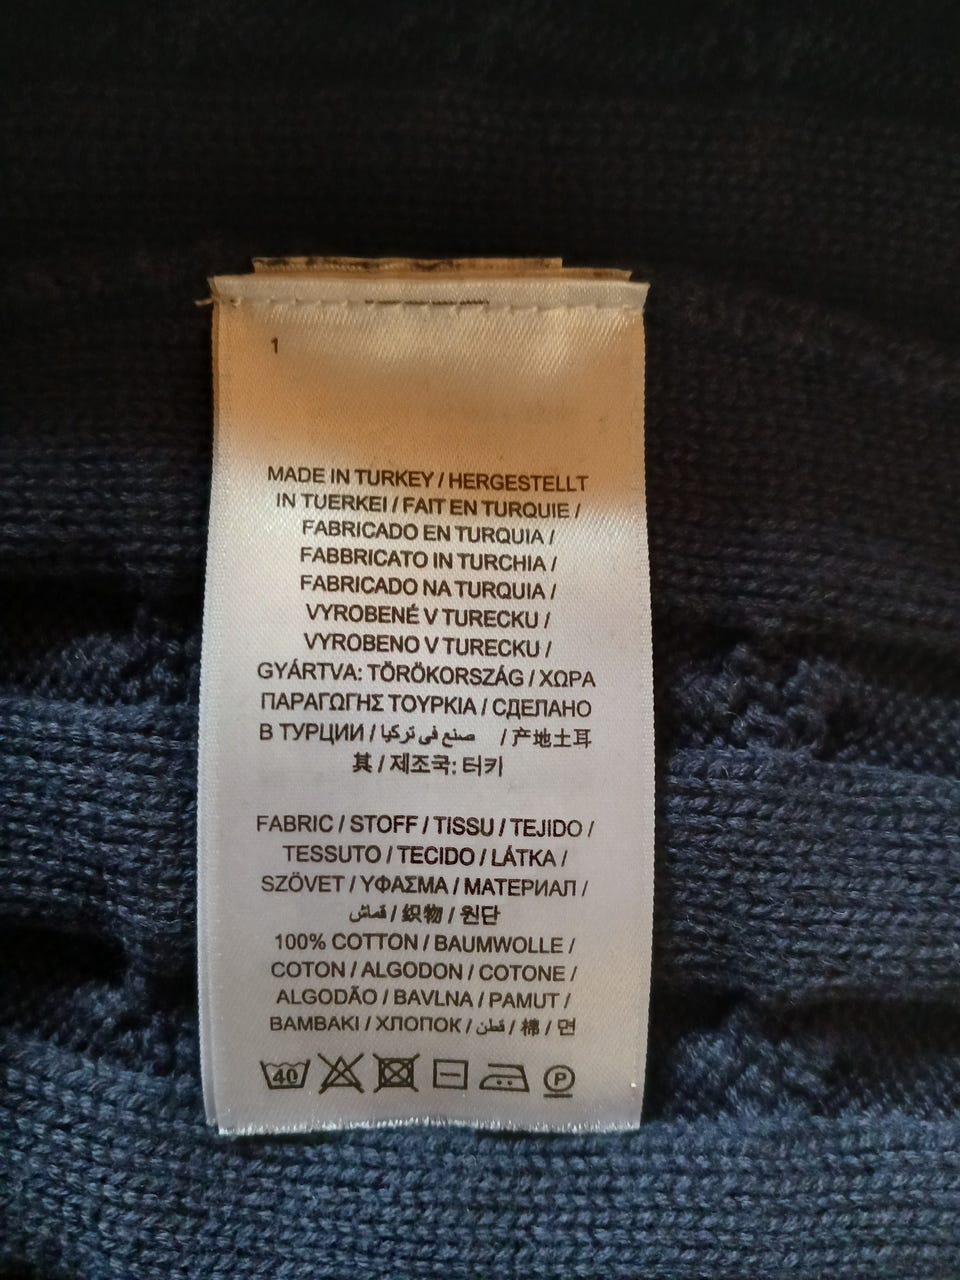 1
MADE IN TURKEY / HERGESTELLT
IN TUERKEI / FAIT EN TURQUIE /
FABRICADO EN TURQUIA /
FABBRICATO IN TURCHIA /
FABRICADO NA TURQUIA /
VYROBENÉ V TURECKU /
VYROBENO V TURECKU /
GYÁRTVA: TÖRÖKORSZÁG / ΧΩΡΑ
ΠΑΡΑΓΩΓΗΣ ΤΟΥΡΚΙΑ / СДЕЛАНО
В ТУРЦИИ / صنع في تركيا / 产地土耳
其 / 제조국: 터키
FABRIC / STOFF / TISSU / TEJIDO /
TESSUTO / TECIDO / LÁTKA /
SZÖVET / ΥΦΑΣΜΑ / МАТЕРИАЛ /
قماش / 织物 / 원단
100% COTTON / BAUMWOLLE /
COTON / ALGODON / COTONE /
ALGODÃO / BAVLNA / PAMUT /
ΒΑΜΒΑΚΙ / ХЛОПОК / قطن / 棉 / 면
40 P